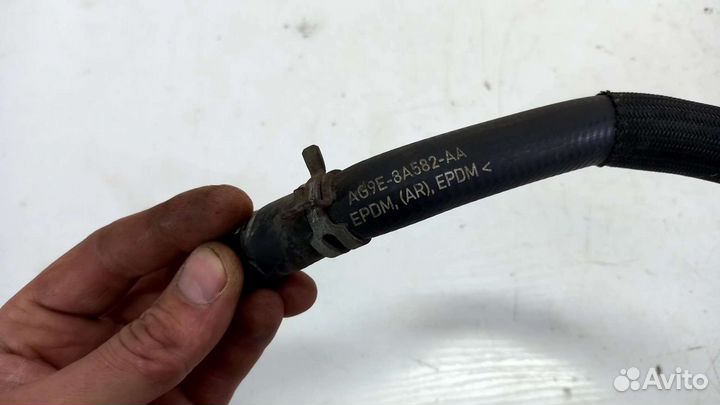 AG9E-8A582-AA
EPDM, (AR), EPDM <
Avito